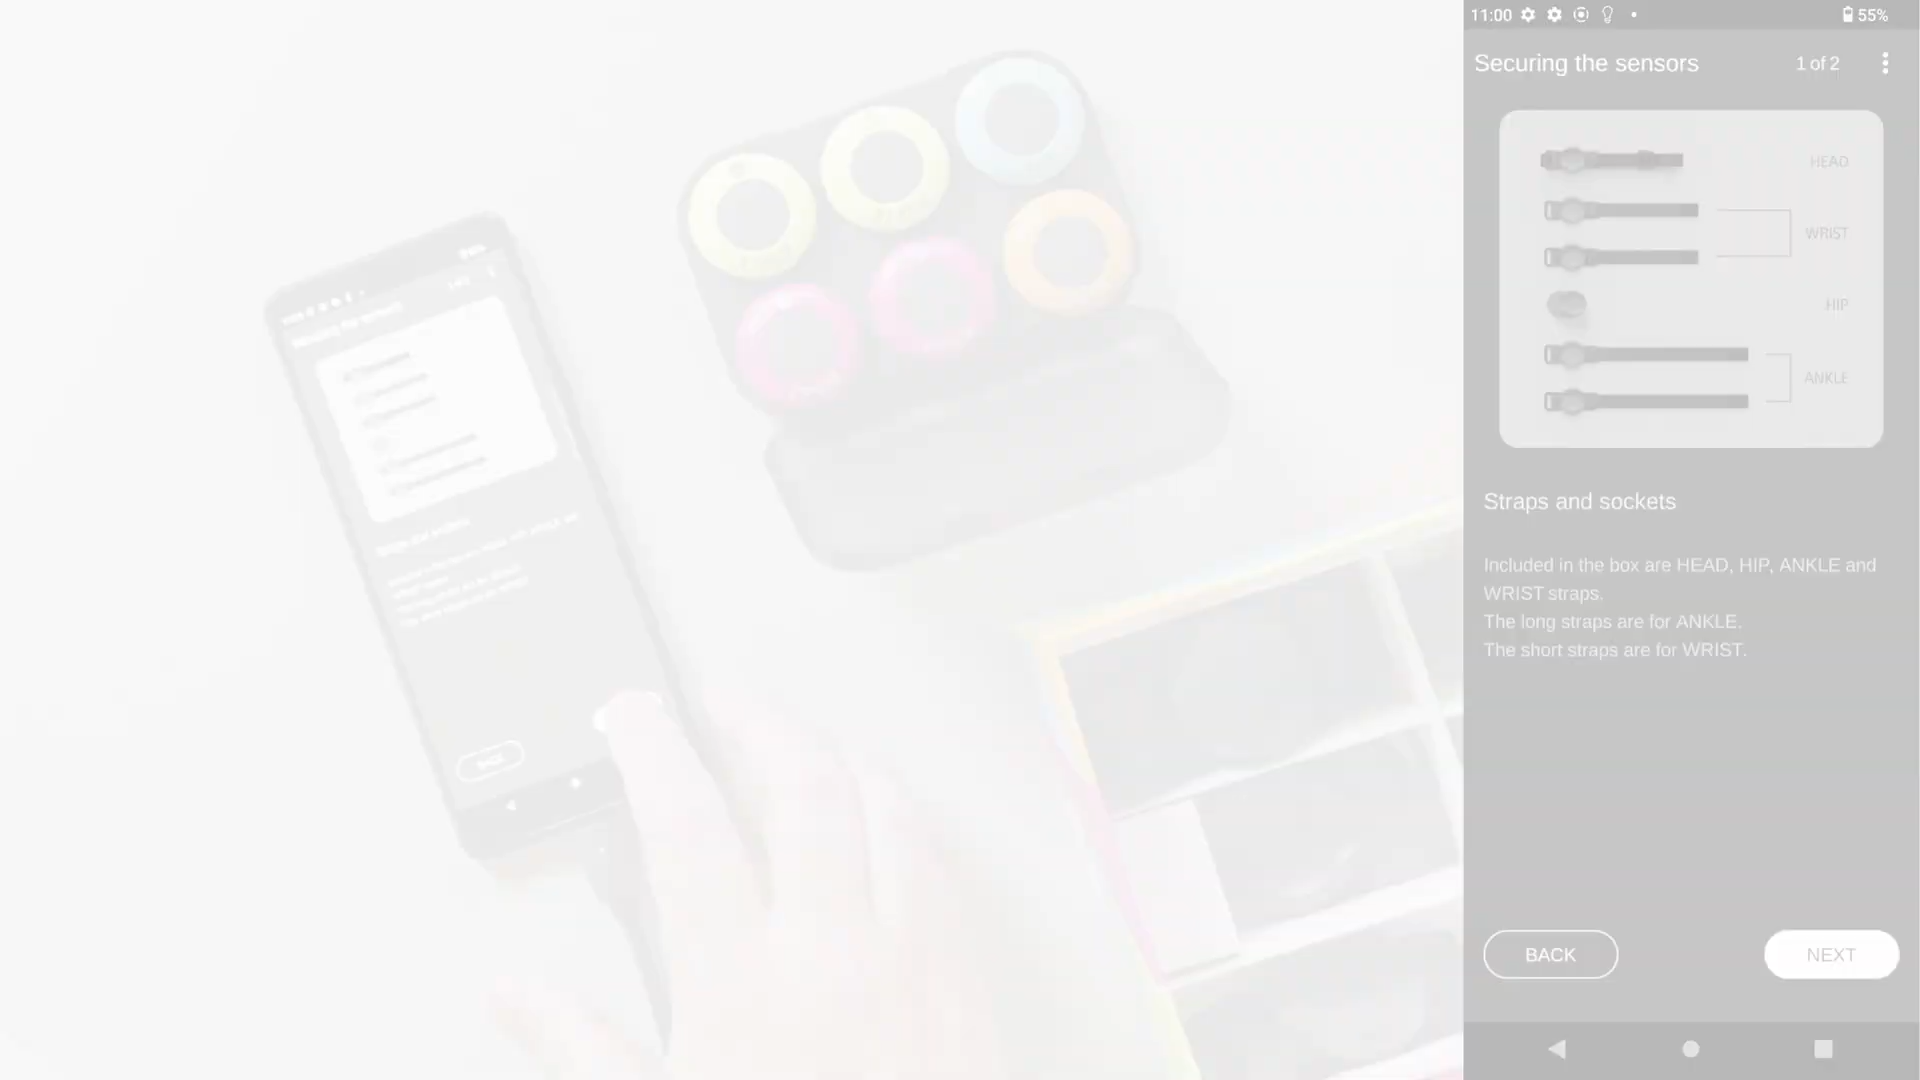 11:00
55%
Securing the sensors
1 of 2
HEAD
WRIST
HIP
ANKLE
Straps and sockets
Included in the box are HEAD, HIP, ANKLE and
WRIST straps.
The long straps are for ANKLE.
The short straps are for WRIST.
BACK
NEXT